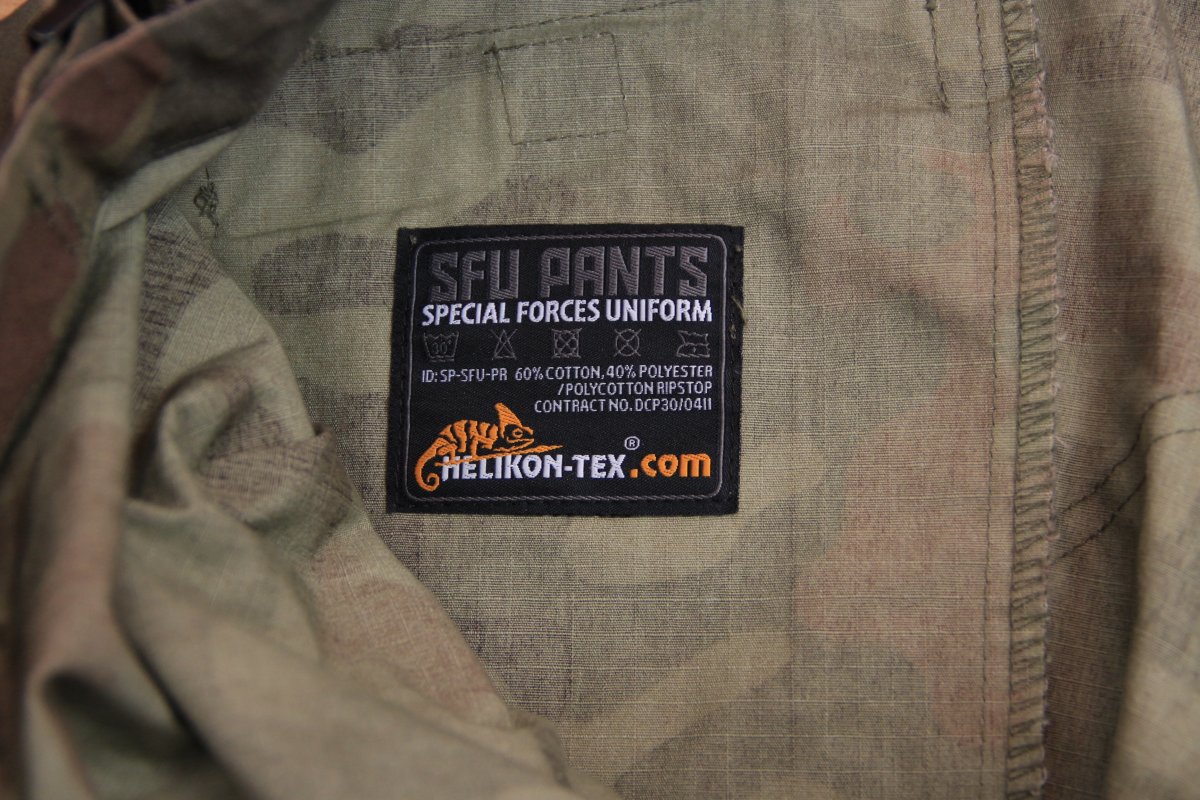 SFU PANTS
SPECIAL FORCES UNIFORM
30°
ID: SP-SFU-PR 60% COTTON, 40% POLYESTER
/POLYCOTTON RIPSTOP
CONTRACT NO. DCP30/0411
HELIKON-TEX®.com